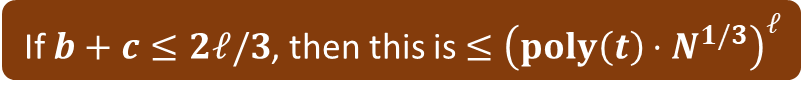 If b + c ≤ 2ℓ/3, then this is ≤ (poly(t) · N^{1/3})^ℓ